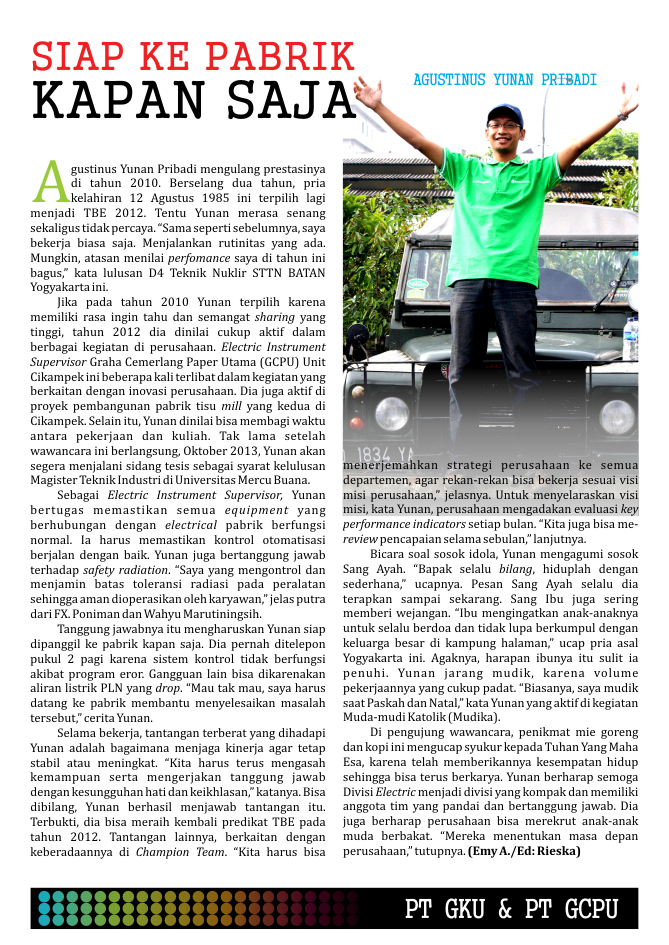 SIAP KE PABRIK
KAPAN SAJA
AGUSTINUS YUNAN PRIBADI
Agustinus Yunan Pribadi mengulang prestasinya
di tahun 2010. Berselang dua tahun, pria
kelahiran 12 Agustus 1985 ini terpilih lagi
menjadi TBE 2012. Tentu Yunan merasa senang
sekaligus tidak percaya. “Sama seperti sebelumnya, saya
bekerja biasa saja. Menjalankan rutinitas yang ada.
Mungkin, atasan menilai perfomance saya di tahun ini
bagus,” kata lulusan D4 Teknik Nuklir STTN BATAN
Yogyakarta ini.
Jika pada tahun 2010 Yunan terpilih karena
memiliki rasa ingin tahu dan semangat sharing yang
tinggi, tahun 2012 dia dinilai cukup aktif dalam
berbagai kegiatan di perusahaan. Electric Instrument
Supervisor Graha Cemerlang Paper Utama (GCPU) Unit
Cikampek ini beberapa kali terlibat dalam kegiatan yang
berkaitan dengan inovasi perusahaan. Dia juga aktif di
proyek pembangunan pabrik tisu mill yang kedua di
Cikampek. Selain itu, Yunan dinilai bisa membagi waktu
antara pekerjaan dan kuliah. Tak lama setelah
wawancara ini berlangsung, Oktober 2013, Yunan akan
segera menjalani sidang tesis sebagai syarat kelulusan
Magister Teknik Industri di Universitas Mercu Buana.
Sebagai Electric Instrument Supervisor, Yunan
bertugas memastikan semua equipment yang
berhubungan dengan electrical pabrik berfungsi
normal. Ia harus memastikan kontrol otomatisasi
berjalan dengan baik. Yunan juga bertanggung jawab
terhadap safety radiation. “Saya yang mengontrol dan
menjamin batas toleransi radiasi pada peralatan
sehingga aman dioperasikan oleh karyawan,” jelas putra
dari FX. Poniman dan Wahyu Marutiningsih.
Tanggung jawabnya itu mengharuskan Yunan siap
dipanggil ke pabrik kapan saja. Dia pernah ditelepon
pukul 2 pagi karena sistem kontrol tidak berfungsi
akibat program eror. Gangguan lain bisa dikarenakan
aliran listrik PLN yang drop. “Mau tak mau, saya harus
datang ke pabrik membantu menyelesaikan masalah
tersebut,” cerita Yunan.
Selama bekerja, tantangan terberat yang dihadapi
Yunan adalah bagaimana menjaga kinerja agar tetap
stabil atau meningkat. “Kita harus terus mengasah
kemampuan serta mengerjakan tanggung jawab
dengan kesungguhan hati dan keikhlasan,” katanya. Bisa
dibilang, Yunan berhasil menjawab tantangan itu.
Terbukti, dia bisa meraih kembali predikat TBE pada
tahun 2012. Tantangan lainnya, berkaitan dengan
keberadaannya di Champion Team. “Kita harus bisa
1834 YA
menerjemahkan strategi perusahaan ke semua
departemen, agar rekan-rekan bisa bekerja sesuai visi
misi perusahaan,” jelasnya. Untuk menyelaraskan visi
misi, kata Yunan, perusahaan mengadakan evaluasi key
performance indicators setiap bulan. “Kita juga bisa me-
review pencapaian selama sebulan,” lanjutnya.
Bicara soal sosok idola, Yunan mengagumi sosok
Sang Ayah. “Bapak selalu bilang, hiduplah dengan
sederhana,” ucapnya. Pesan Sang Ayah selalu dia
terapkan sampai sekarang. Sang Ibu juga sering
memberi wejangan. “Ibu mengingatkan anak-anaknya
untuk selalu berdoa dan tidak lupa berkumpul dengan
keluarga besar di kampung halaman,” ucap pria asal
Yogyakarta ini. Agaknya, harapan ibunya itu sulit ia
penuhi. Yunan jarang mudik, karena volume
pekerjaannya yang cukup padat. “Biasanya, saya mudik
saat Paskah dan Natal,” kata Yunan yang aktif di kegiatan
Muda-mudi Katolik (Mudika).
Di pengujung wawancara, penikmat mie goreng
dan kopi ini mengucap syukur kepada Tuhan Yang Maha
Esa, karena telah memberikannya kesempatan hidup
sehingga bisa terus berkarya. Yunan berharap semoga
Divisi Electric menjadi divisi yang kompak dan memiliki
anggota tim yang pandai dan bertanggung jawab. Dia
juga berharap perusahaan bisa merekrut anak-anak
muda berbakat. “Mereka menentukan masa depan
perusahaan,” tutupnya. (Emy A./Ed: Rieska)
PT GKU & PT GCPU